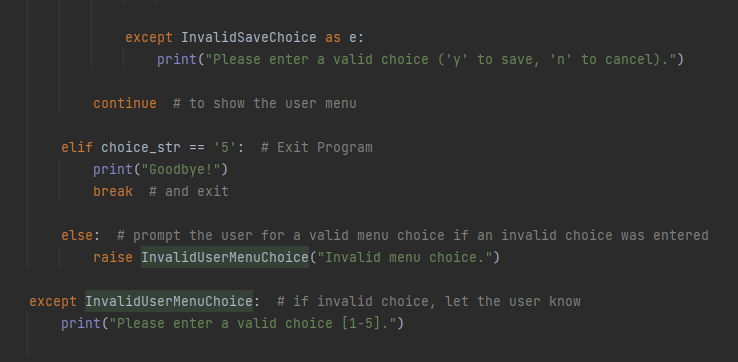 except InvalidSaveChoice as e:
print("Please enter a valid choice ('y' to save, 'n' to cancel).")
continue  # to show the user menu
elif choice_str == '5':  # Exit Program
print("Goodbye!")
break  # and exit
else:  # prompt the user for a valid menu choice if an invalid choice was entered
raise InvalidUserMenuChoice("Invalid menu choice.")
except InvalidUserMenuChoice:  # if invalid choice, let the user know
print("Please enter a valid choice [1-5].")